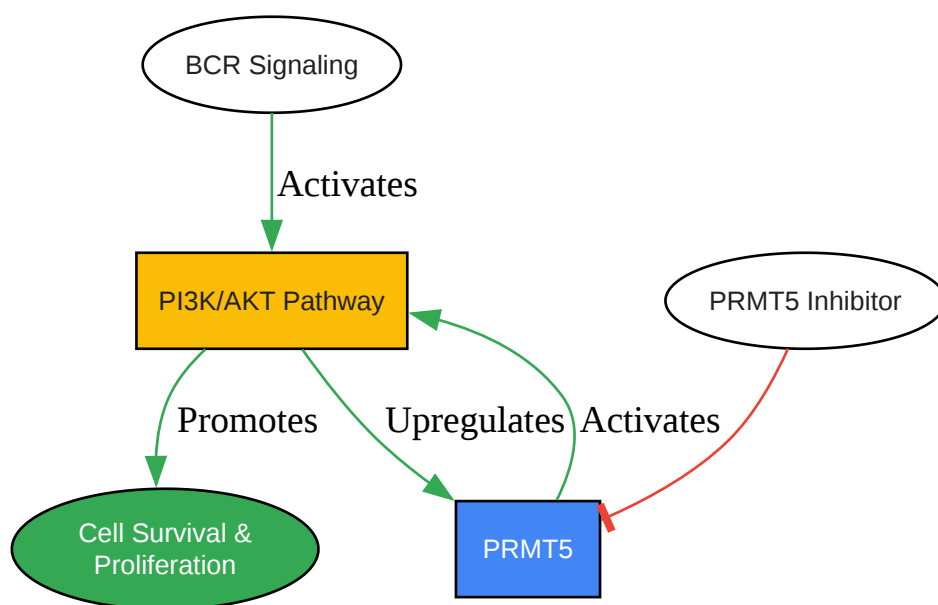 BCR Signaling
Activates
PI3K/AKT Pathway
PRMT5 Inhibitor
Promotes
Upregulates
Activates
Cell Survival &
Proliferation
PRMT5